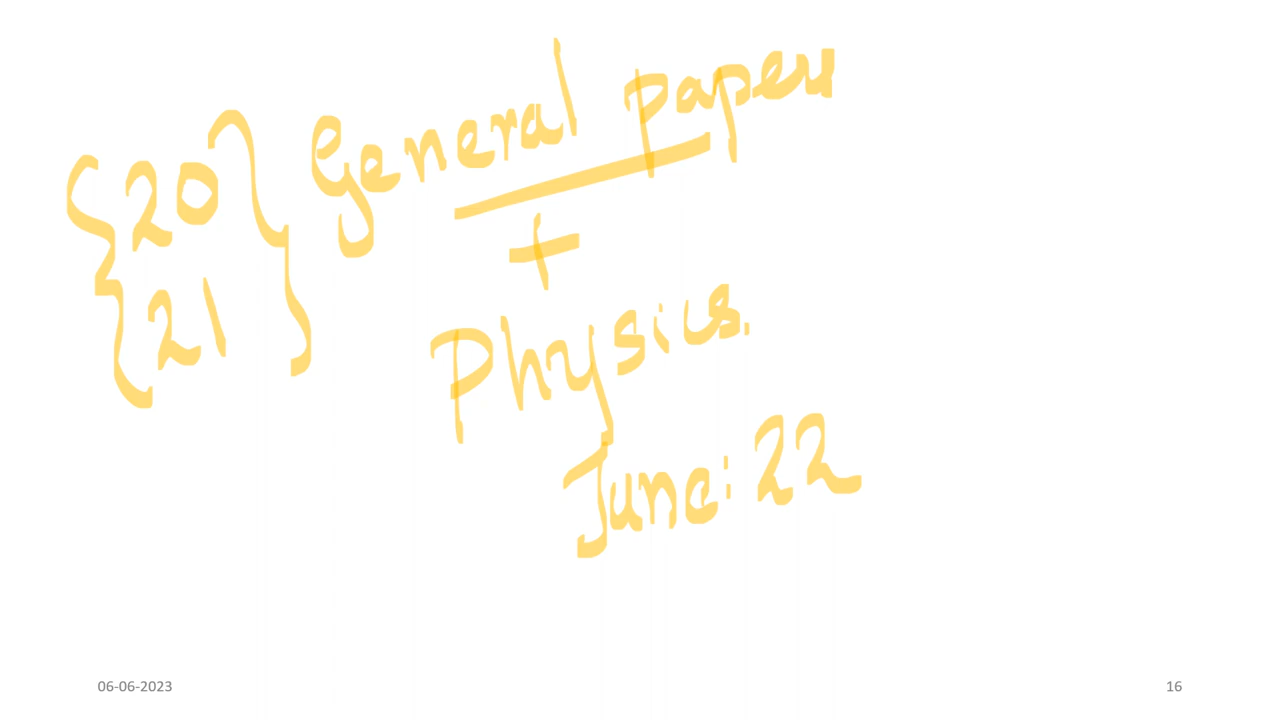 {20} General paper
{21}
+
Physics.
June: 22
06-06-2023
16